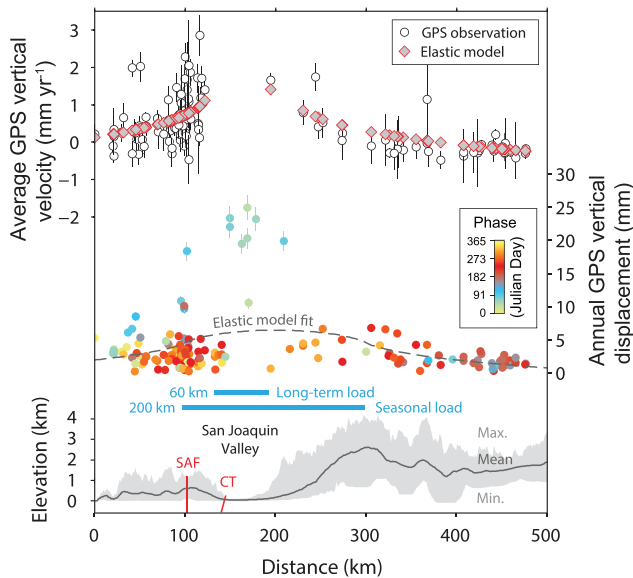 GPS observation
Elastic model
Average GPS vertical
velocity (mm yr⁻¹)
3
2
1
0
−1
−2
Annual GPS vertical
displacement (mm)
30
25
20
15
10
5
0
Phase
365
273
182
91
0
(Julian Day)
Elastic model fit
60 km
Long-term load
200 km
Seasonal load
San Joaquin
Valley
SAF
CT
Max.
Mean
Min.
Elevation (km)
4
3
2
1
0
0
100
200
300
400
500
Distance (km)